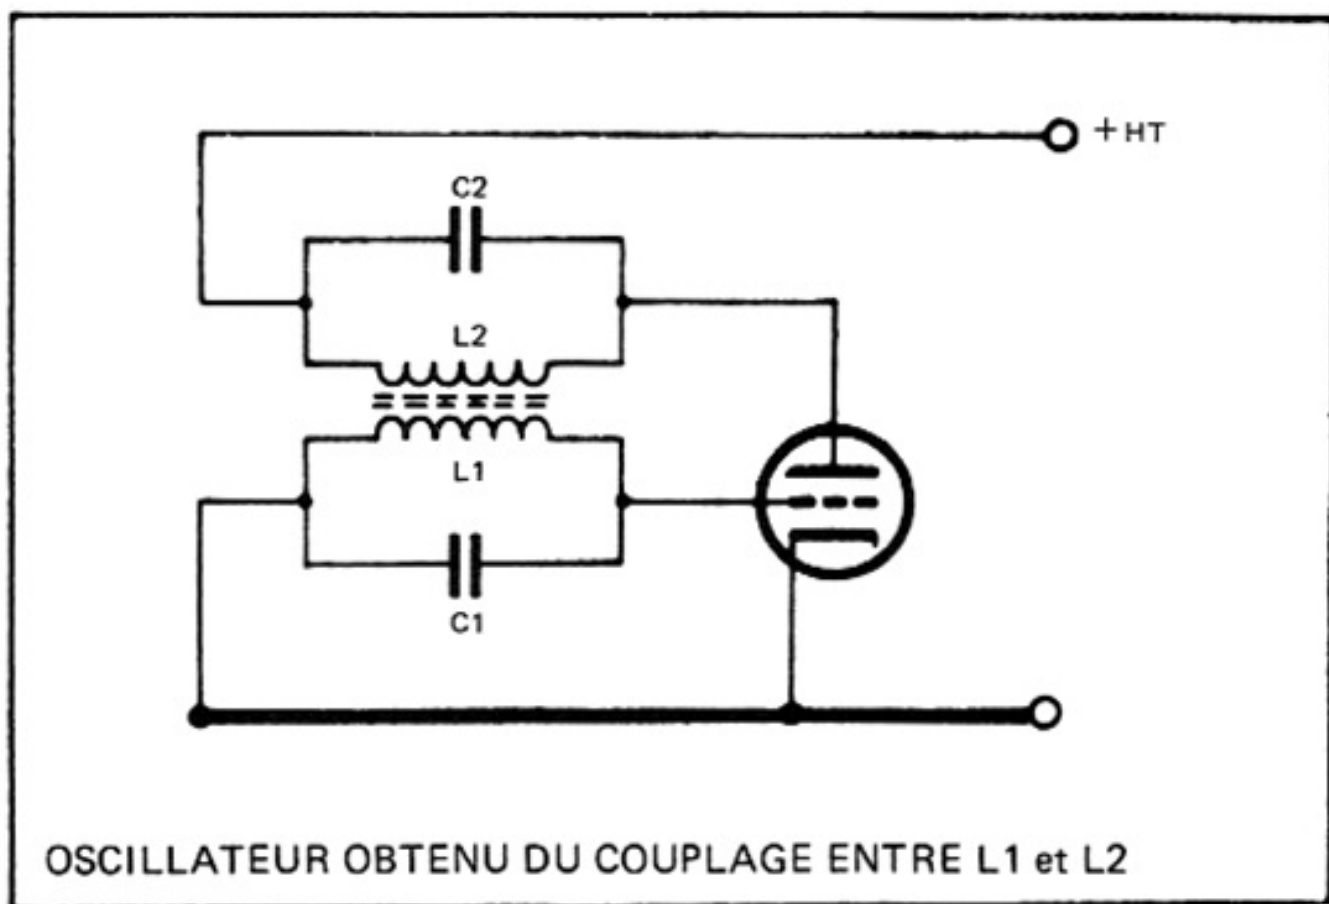 + HT
C2
L2
L1
C1
OSCILLATEUR OBTENU DU COUPLAGE ENTRE L1 et L2